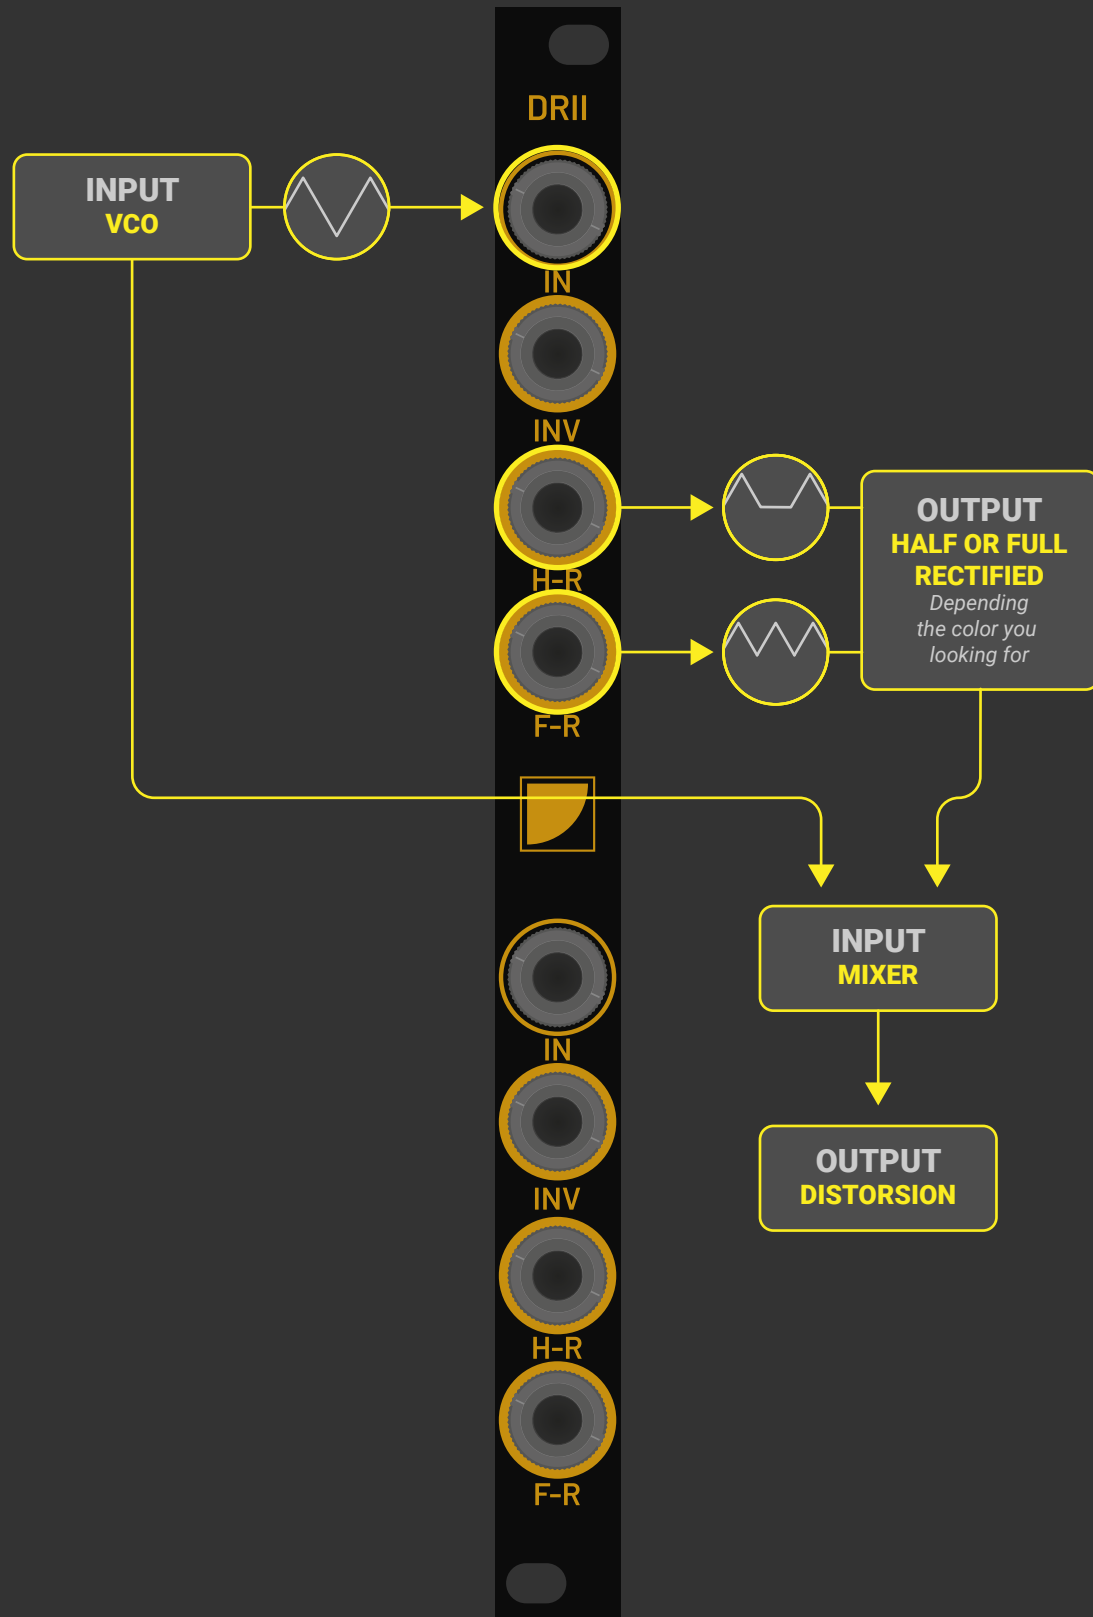 DRII
INPUT
VCO
IN
INV
H-R
F-R
OUTPUT
HALF OR FULL
RECTIFIED
Depending
the color you
looking for
INPUT
MIXER
OUTPUT
DISTORSION
IN
INV
H-R
F-R